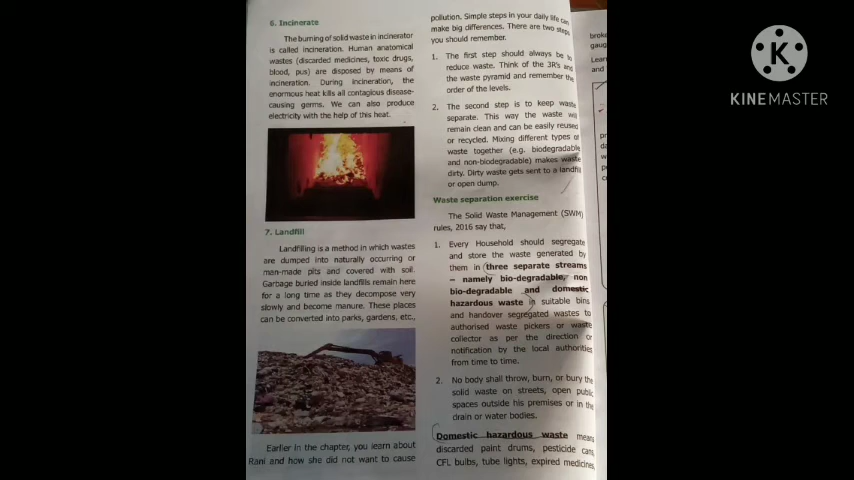 6. Incinerate
The burning of solid waste in incinerator
is called incineration. Human anatomical
wastes (discarded medicines, toxic drugs,
blood, pus) are disposed by means of
incineration. During incineration, the
enormous heat kills all contagious disease-
causing germs. We can also produce
electricity with the help of this heat.
7. Landfill
Landfilling is a method in which wastes
are dumped into naturally occurring or
man-made pits and covered with soil.
Garbage buried inside landfills remain here
for a long time as they decompose very
slowly and become manure. These places
can be converted into parks, gardens, etc.,
Earlier in the chapter, you learn about
Rani and how she did not want to cause
pollution. Simple steps in your daily life can
make big differences. There are two steps
you should remember.
1. The first step should always be to
reduce waste. Think of the 3R's and
the waste pyramid and remember the
order of the levels.
2. The second step is to keep waste
separate. This way the waste will
remain clean and can be easily reused
or recycled. Mixing different types of
waste together (e.g. biodegradable
and non-biodegradable) makes waste
dirty. Dirty waste gets sent to a landfill
or open dump.
Waste separation exercise
The Solid Waste Management (SWM)
rules, 2016 say that,
1. Every Household should segregate
and store the waste generated by
them in three separate streams
– namely bio-degradable, non
bio-degradable and domestic
hazardous waste in suitable bins
and handover segregated wastes to
authorised waste pickers or waste
collector as per the direction or
notification by the local authorities
from time to time.
2. No body shall throw, burn, or bury the
solid waste on streets, open public
spaces outside his premises or in the
drain or water bodies.
Domestic hazardous waste means
discarded paint drums, pesticide cans,
CFL bulbs, tube lights, expired medicines,
K
KINEMASTER